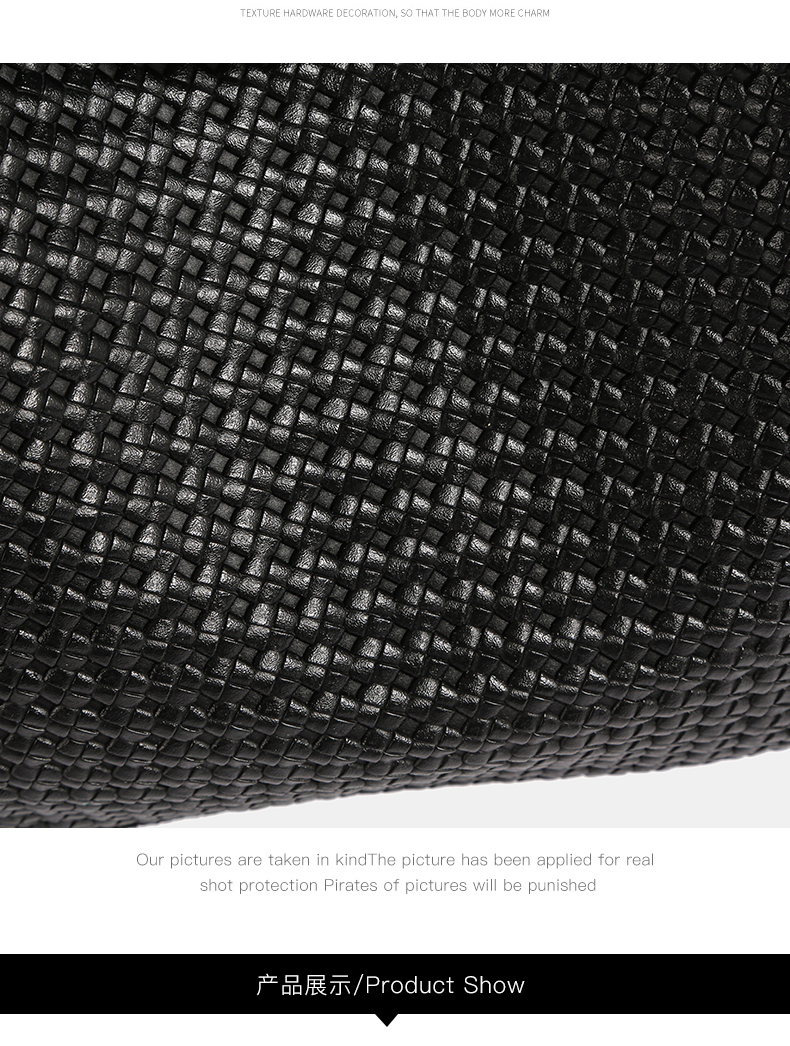 TEXTURE HARDWARE DECORATION, SO THAT THE BODY MORE CHARM
Our pictures are taken in kindThe picture has been applied for real
shot protection Pirates of pictures will be punished
产品展示/Product Show